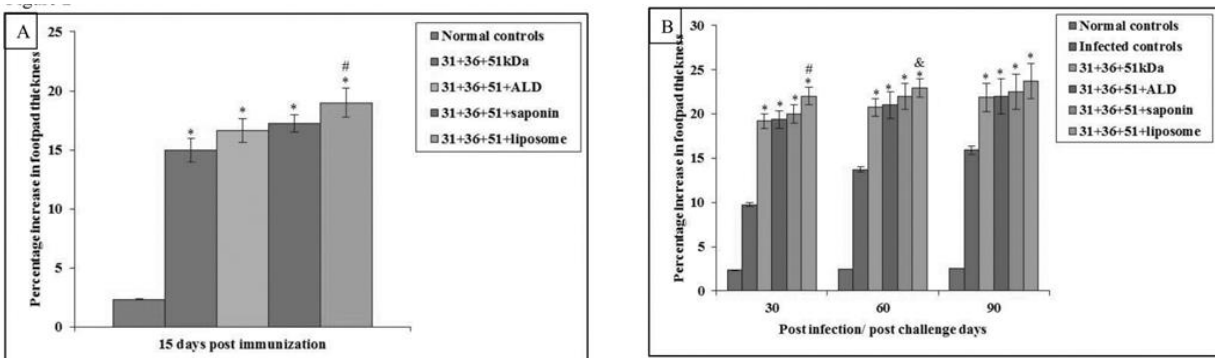 A
Percentage increase in footpad thickness
25
20
15
10
5
0
*
*
*
#
*
15 days post immunization
Normal controls
31+36+51kDa
31+36+51+ALD
31+36+51+saponin
31+36+51+liposome
B
Percentage increase in footpad thickness
30
25
20
15
10
5
0
* * * # *
* * * & *
* * * *
30 60 90
Post infection/ post challenge days
Normal controls
Infected controls
31+36+51kDa
31+36+51+ALD
31+36+51+saponin
31+36+51+liposome